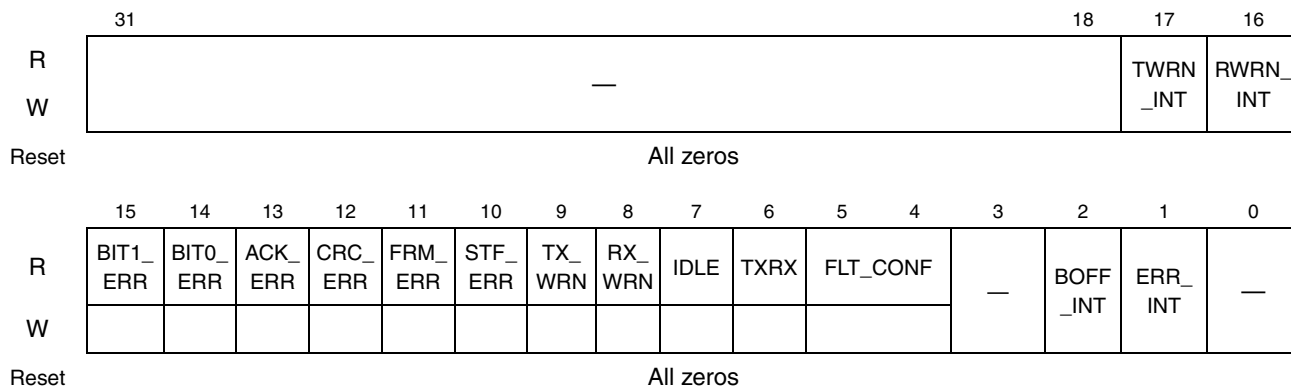 31 18 17 16
R
W
— TWRN _INT RWRN_ INT
Reset All zeros
15 14 13 12 11 10 9 8 7 6 5 4 3 2 1 0
R BIT1_ ERR BIT0_ ERR ACK_ ERR CRC_ ERR FRM_ ERR STF_ ERR TX_ WRN RX_ WRN IDLE TXRX FLT_CONF — BOFF _INT ERR_ INT —
W
Reset All zeros